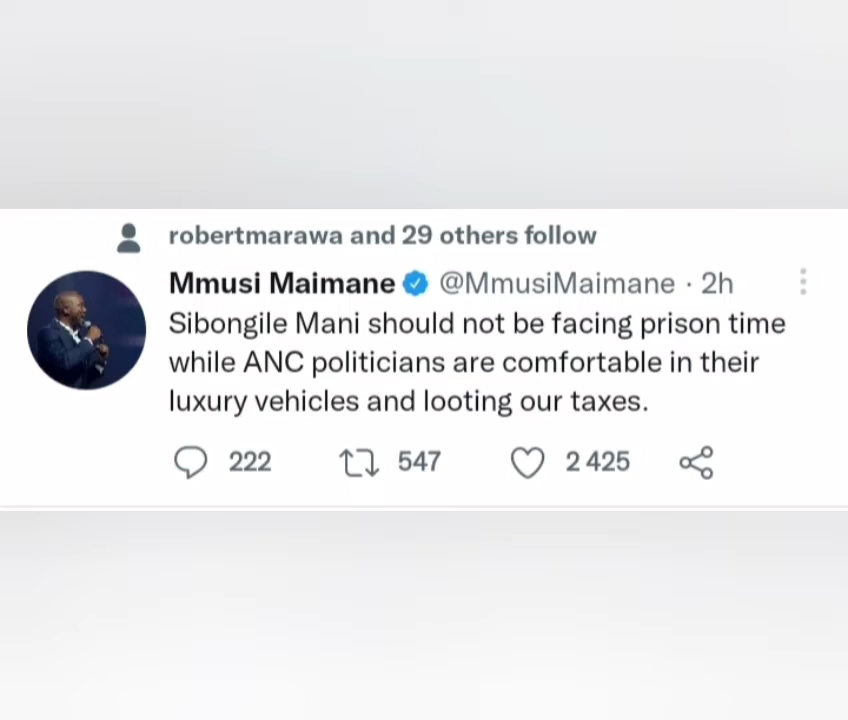 robertmarawa and 29 others follow
Mmusi Maimane @MmusiMaimane · 2h
Sibongile Mani should not be facing prison time
while ANC politicians are comfortable in their
luxury vehicles and looting our taxes.
222 547 2 425